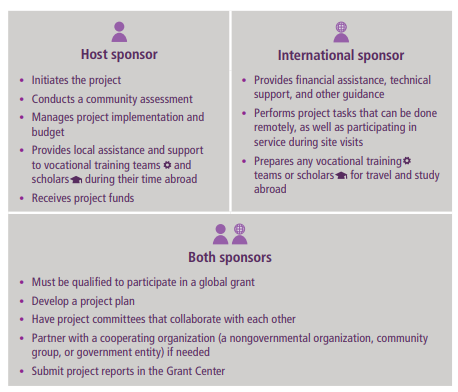 Host sponsor
• Initiates the project
• Conducts a community assessment
• Manages project implementation and
budget
• Provides local assistance and support
to vocational training teams and
scholars during their time abroad
• Receives project funds
International sponsor
• Provides financial assistance, technical
support, and other guidance
• Performs project tasks that can be done
remotely, as well as participating in
service during site visits
• Prepares any vocational training
teams or scholars for travel and study
abroad
Both sponsors
• Must be qualified to participate in a global grant
• Develop a project plan
• Have project committees that collaborate with each other
• Partner with a cooperating organization (a nongovernmental organization, community
group, or government entity) if needed
• Submit project reports in the Grant Center